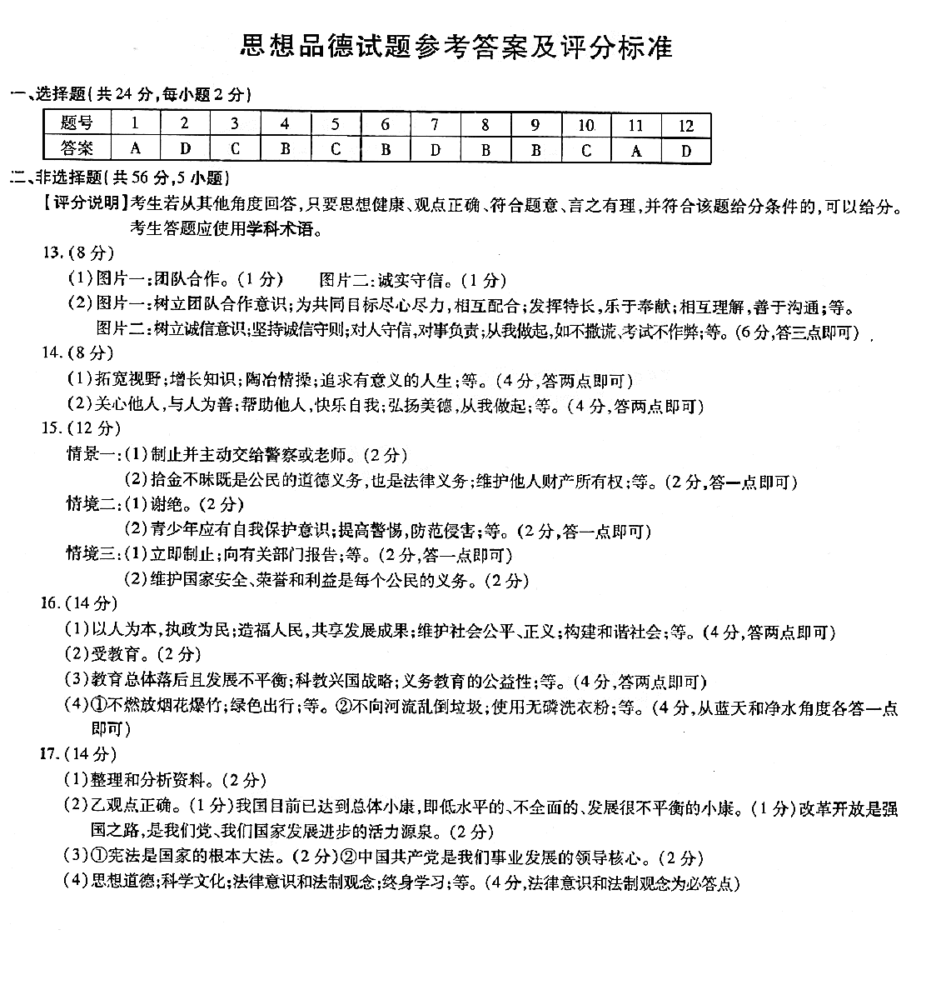 思想品德试题参考答案及评分标准
一、选择题(共24分,每小题2分)
题号 1 2 3 4 5 6 7 8 9 10 11 12
答案 A D C B C B D B B C A D
二、非选择题(共56分,5小题)
【评分说明】考生若从其他角度回答,只要思想健康、观点正确、符合题意、言之有理,并符合该题给分条件的,可以给分。
考生答题应使用学科术语。
13.(8分)
(1)图片一:团队合作。(1分) 图片二:诚实守信。(1分)
(2)图片一:树立团队合作意识;为共同目标尽心尽力,相互配合;发挥特长,乐于奉献;相互理解,善于沟通;等。
图片二:树立诚信意识;坚持诚信守则;对人守信,对事负责;从我做起,如不撒谎、考试不作弊;等。(6分,答三点即可)
14.(8分)
(1)拓宽视野;增长知识;陶冶情操;追求有意义的人生;等。(4分,答两点即可)
(2)关心他人,与人为善;帮助他人,快乐自我;弘扬美德,从我做起;等。(4分,答两点即可)
15.(12分)
情景一:(1)制止并主动交给警察或老师。(2分)
(2)拾金不昧既是公民的道德义务,也是法律义务;维护他人财产所有权;等。(2分,答一点即可)
情境二:(1)谢绝。(2分)
(2)青少年应有自我保护意识;提高警惕,防范侵害;等。(2分,答一点即可)
情境三:(1)立即制止;向有关部门报告;等。(2分,答一点即可)
(2)维护国家安全、荣誉和利益是每个公民的义务。(2分)
16.(14分)
(1)以人为本,执政为民;造福人民,共享发展成果;维护社会公平、正义;构建和谐社会;等。(4分,答两点即可)
(2)受教育。(2分)
(3)教育总体落后且发展不平衡;科教兴国战略;义务教育的公益性;等。(4分,答两点即可)
(4)①不燃放烟花爆竹;绿色出行;等。②不向河流乱倒垃圾;使用无磷洗衣粉;等。(4分,从蓝天和净水角度各答一点
即可)
17.(14分)
(1)整理和分析资料。(2分)
(2)乙观点正确。(1分)我国目前已达到总体小康,即低水平的、不全面的、发展很不平衡的小康。(1分)改革开放是强
国之路,是我们党、我们国家发展进步的活力源泉。(2分)
(3)①宪法是国家的根本大法。(2分)②中国共产党是我们事业发展的领导核心。(2分)
(4)思想道德;科学文化;法律意识和法制观念;终身学习;等。(4分,法律意识和法制观念为必答点)